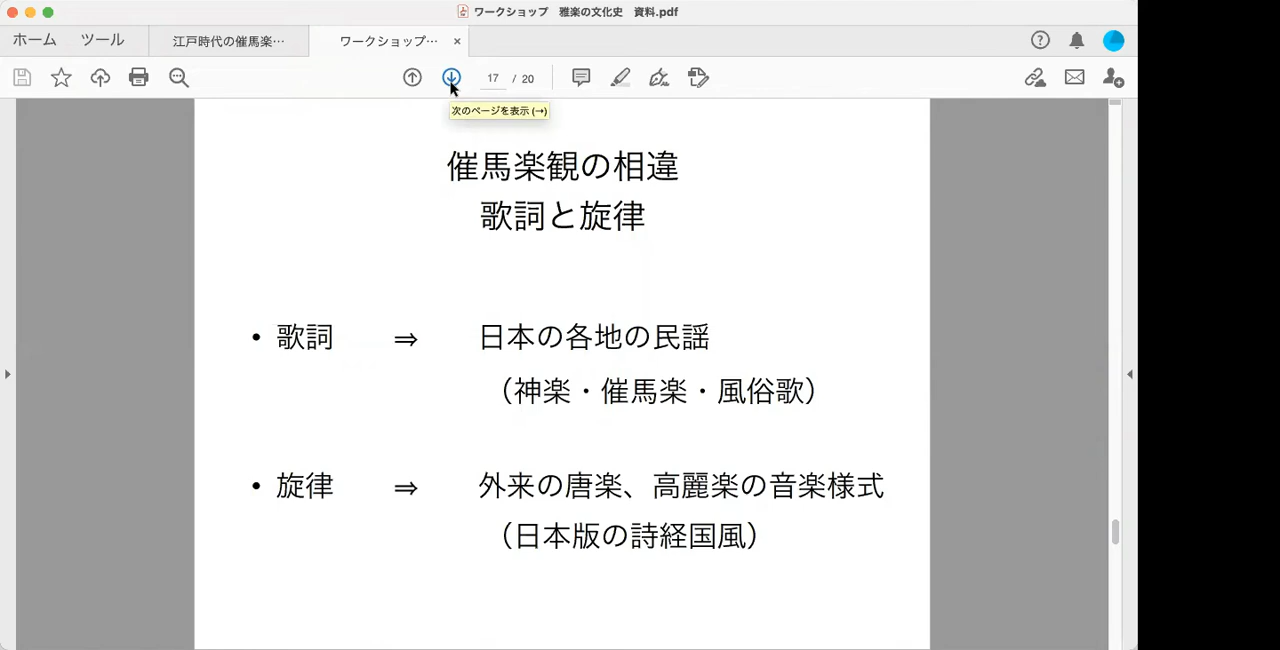 ワークショップ　雅楽の文化史　資料.pdf
ホーム ツール 江戸時代の催馬楽… ワークショップ… ×
17 / 20
次のページを表示 (→)
催馬楽観の相違
歌詞と旋律
• 歌詞 ⇒ 日本の各地の民謡
（神楽・催馬楽・風俗歌）
• 旋律 ⇒ 外来の唐楽、高麗楽の音楽様式
（日本版の詩経国風）